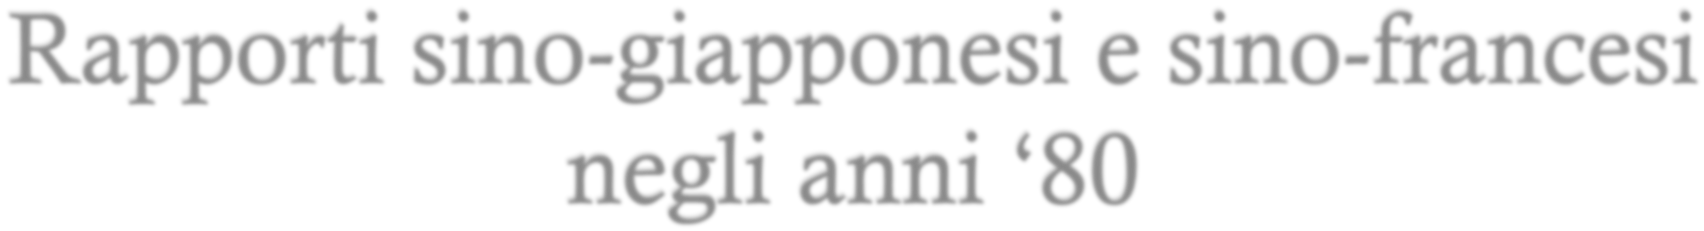 Rapporti sino-giapponesi e sino-francesi
negli anni ‘80